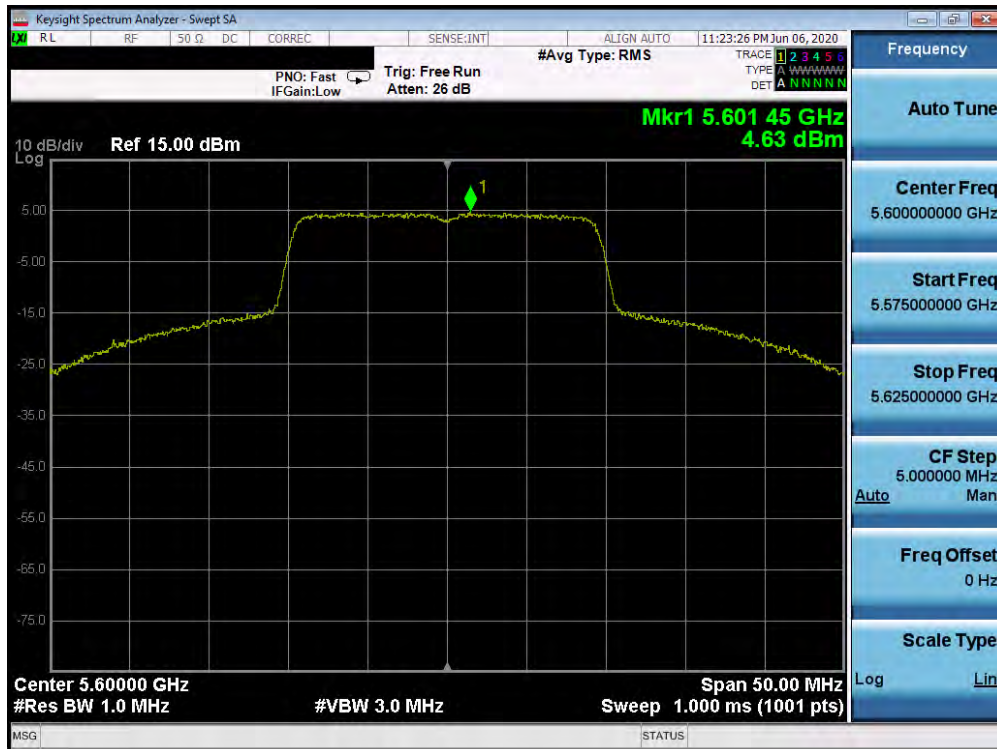 Keysight Spectrum Analyzer - Swept SA
LXI RL RF 50 Ω DC CORREC SENSE:INT ALIGN AUTO 11:23:26 PM Jun 06, 2020
#Avg Type: RMS TRACE 1 2 3 4 5 6
PNO: Fast Trig: Free Run TYPE A WWWWW
IFGain:Low Atten: 26 dB DET A N N N N N
Mkr1 5.601 45 GHz
4.63 dBm
10 dB/div Ref 15.00 dBm
Log
1
5.00
-5.00
-15.0
-25.0
-35.0
-45.0
-55.0
-65.0
-75.0
Center 5.60000 GHz Span 50.00 MHz
#Res BW 1.0 MHz #VBW 3.0 MHz Sweep 1.000 ms (1001 pts)
MSG STATUS
Frequency
Auto Tune
Center Freq
5.600000000 GHz
Start Freq
5.575000000 GHz
Stop Freq
5.625000000 GHz
CF Step
5.000000 MHz
Auto Man
Freq Offset
0 Hz
Scale Type
Log Lin